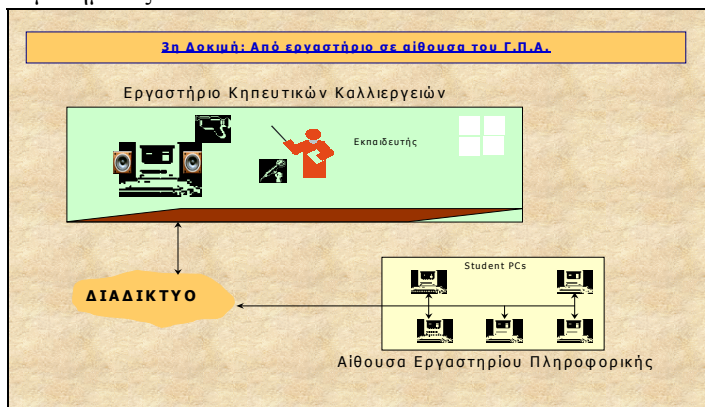 3η Δοκιμή: Από εργαστήριο σε αίθουσα του Γ.Π.Α.
Εργαστήριο Κηπευτικών Καλλιεργειών
Εκπαιδευτής
Student PCs
ΔΙΑΔΙΚΤΥΟ
Αίθουσα Εργαστηρίου Πληροφορικής